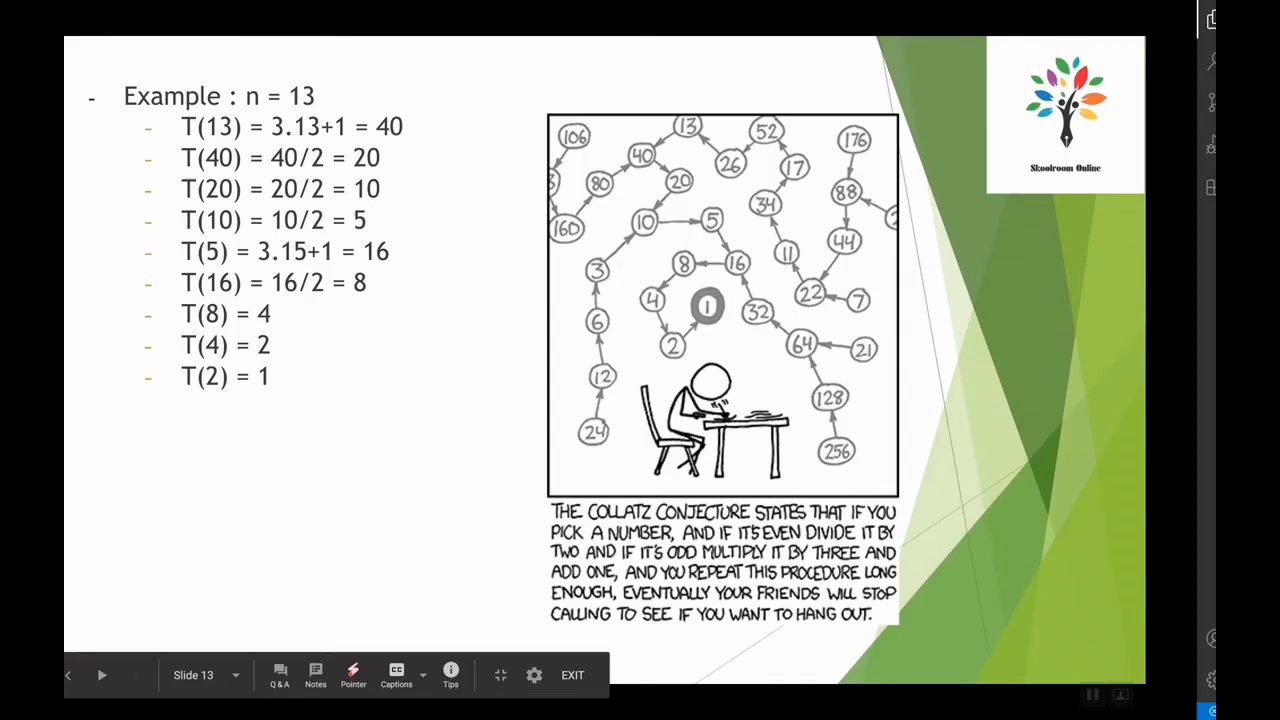 - Example : n = 13
- T(13) = 3.13+1 = 40
- T(40) = 40/2 = 20
- T(20) = 20/2 = 10
- T(10) = 10/2 = 5
- T(5) = 3.15+1 = 16
- T(16) = 16/2 = 8
- T(8) = 4
- T(4) = 2
- T(2) = 1
106
13
52
176
40
26
17
80
20
88
34
160
10
5
44
11
3
8
16
22
7
4
1
32
6
2
64
21
12
128
24
256
THE COLLATZ CONJECTURE STATES THAT IF YOU
PICK A NUMBER, AND IF IT'S EVEN DIVIDE IT BY
TWO AND IF IT'S ODD MULTIPLY IT BY THREE AND
ADD ONE, AND YOU REPEAT THIS PROCEDURE LONG
ENOUGH, EVENTUALLY YOUR FRIENDS WILL STOP
CALLING TO SEE IF YOU WANT TO HANG OUT.
Skoolroom Online
Slide 13
Q & A
Notes
Pointer
Captions
Tips
EXIT